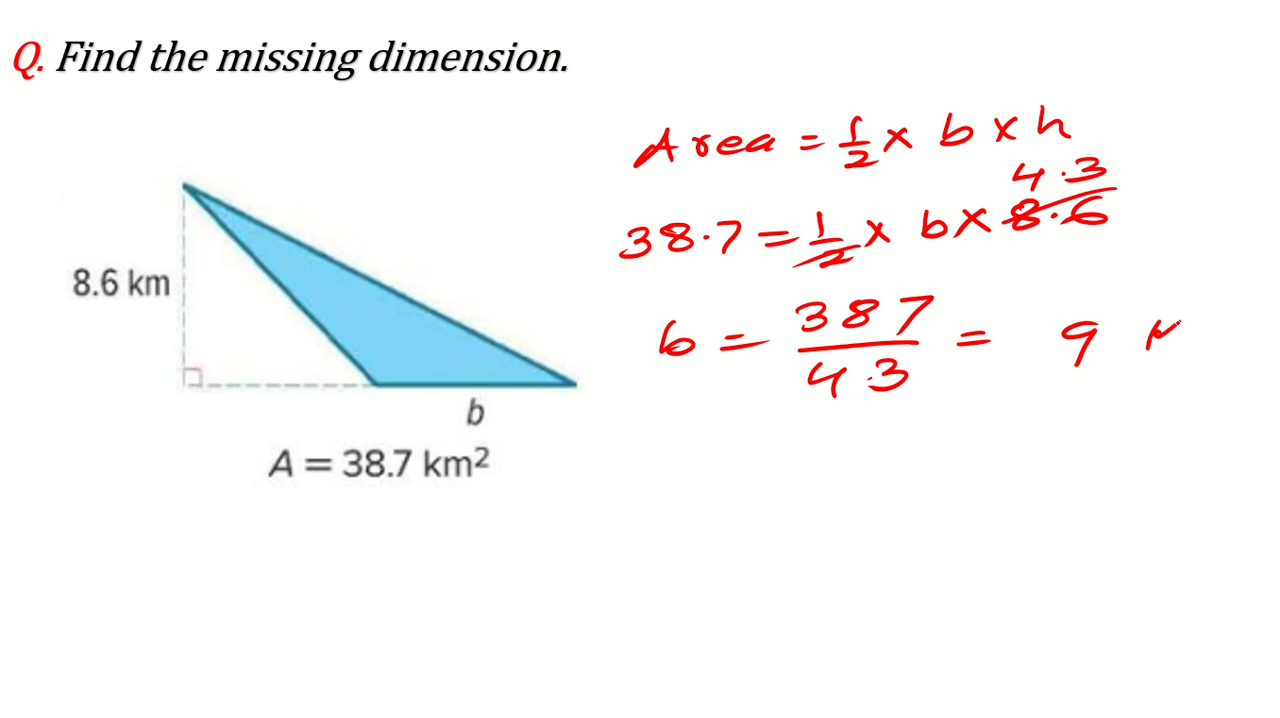 Q. Find the missing dimension.
Area = 1/2 × b × h
4.3
38.7 = 1/2 × b × 8.6
8.6 km
b = 387/43 = 9
b
A = 38.7 km²